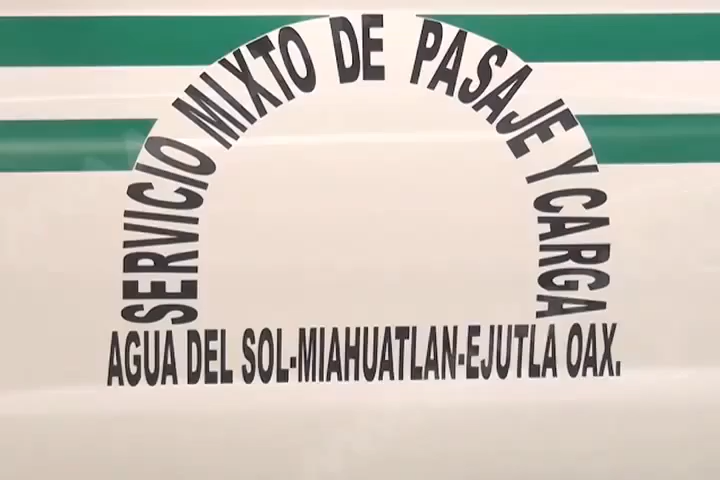 SERVICIO MIXTO DE PASAJE Y CARGA
AGUA DEL SOL-MIAHUATLAN-EJUTLA OAX.